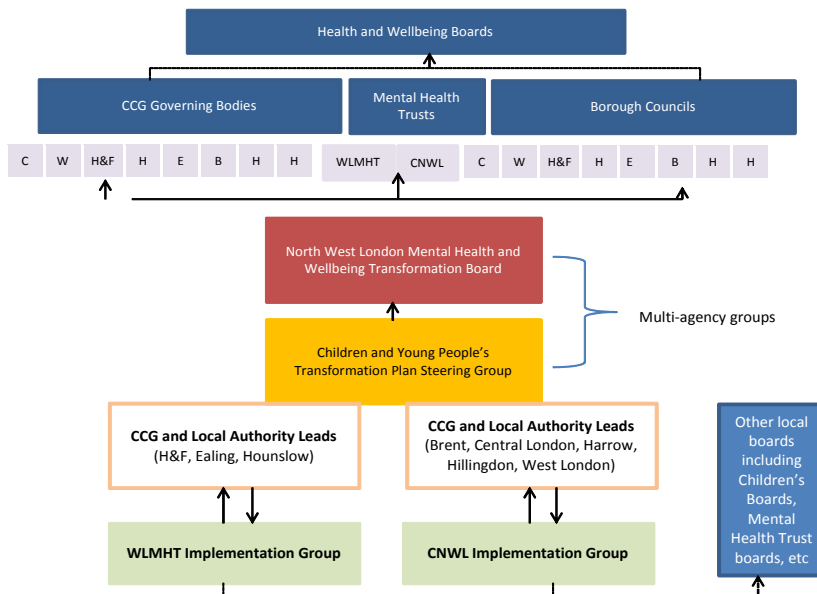 Health and Wellbeing Boards
CCG Governing Bodies
Mental Health
Trusts
Borough Councils
C W H&F H E B H H WLMHT CNWL C W H&F H E B H H
North West London Mental Health and
Wellbeing Transformation Board
Multi-agency groups
Children and Young People's
Transformation Plan Steering Group
CCG and Local Authority Leads
(H&F, Ealing, Hounslow)
CCG and Local Authority Leads
(Brent, Central London, Harrow,
Hillingdon, West London)
Other local
boards
including
Children's
Boards,
Mental
Health Trust
boards, etc
WLMHT Implementation Group
CNWL Implementation Group